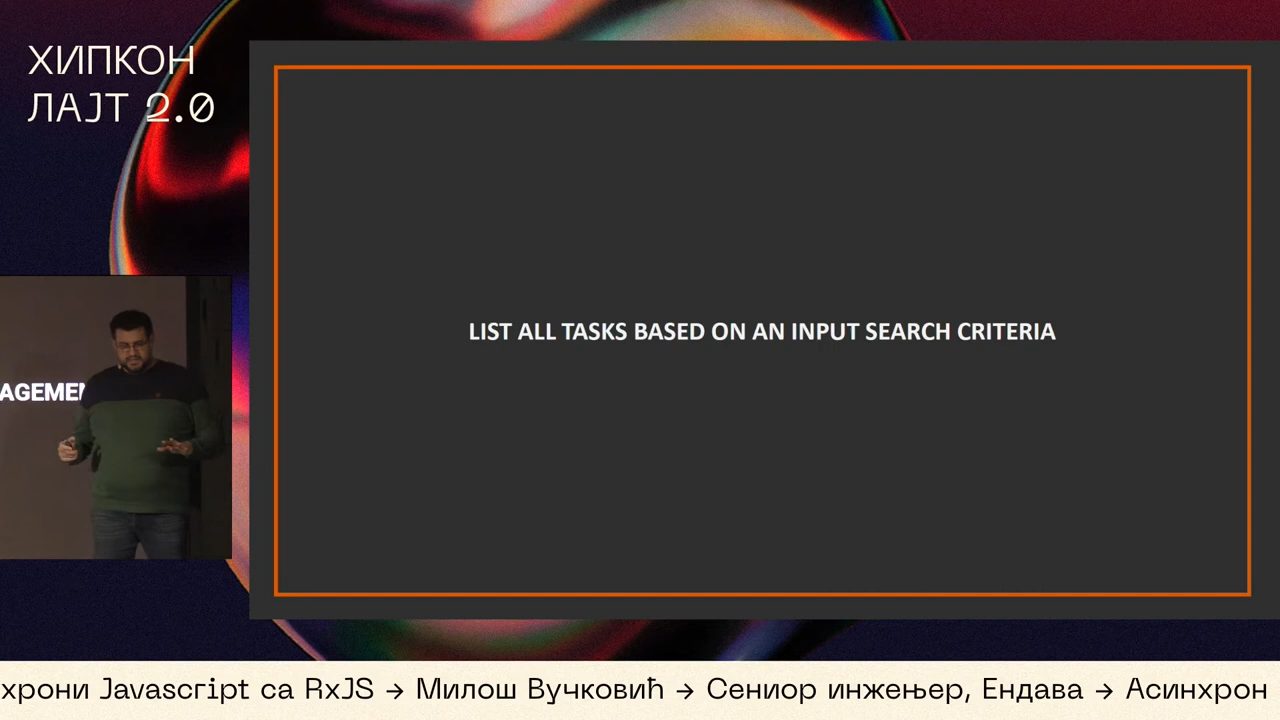 ХИПКОН
ЛАЈТ 2.0
LIST ALL TASKS BASED ON AN INPUT SEARCH CRITERIA
AGEMEN
хрони Javascript са RxJS → Милош Вучковић → Сениор инжењер, Ендава → Асинхрон